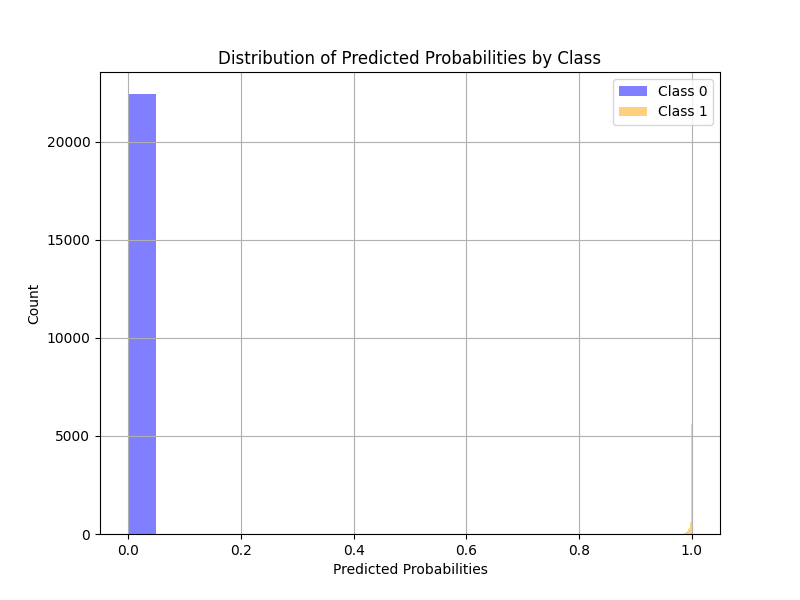 Distribution of Predicted Probabilities by Class
Class 0
Class 1
20000
15000
10000
5000
0
Count
0.0 0.2 0.4 0.6 0.8 1.0
Predicted Probabilities